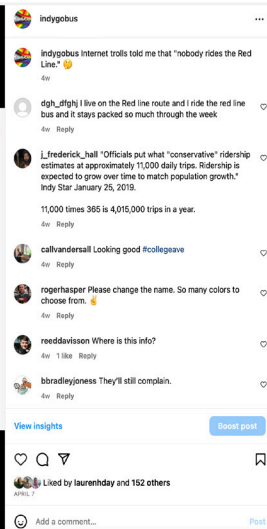 indygobus
indygobus Internet trolls told me that "nobody rides the Red
Line." 🤔
4w
dgh_dfghj I live on the Red line route and I ride the red line
bus and it stays packed so much through the week
4w Reply
j_frederick_hall "Officials put what "conservative" ridership
estimates at approximately 11,000 daily trips. Ridership is
expected to grow over time to match population growth."
Indy Star January 25, 2019.
11,000 times 365 is 4,015,000 trips in a year.
4w Reply
callvandersall Looking good #collegeave
4w Reply
rogerhasper Please change the name. So many colors to
choose from. ✌
4w Reply
reeddavisson Where is this info?
4w 1 like Reply
bbradleyjoness They'll still complain.
4w Reply
View insights
Boost post
Liked by laurenhday and 152 others
APRIL 7
Add a comment...
Post